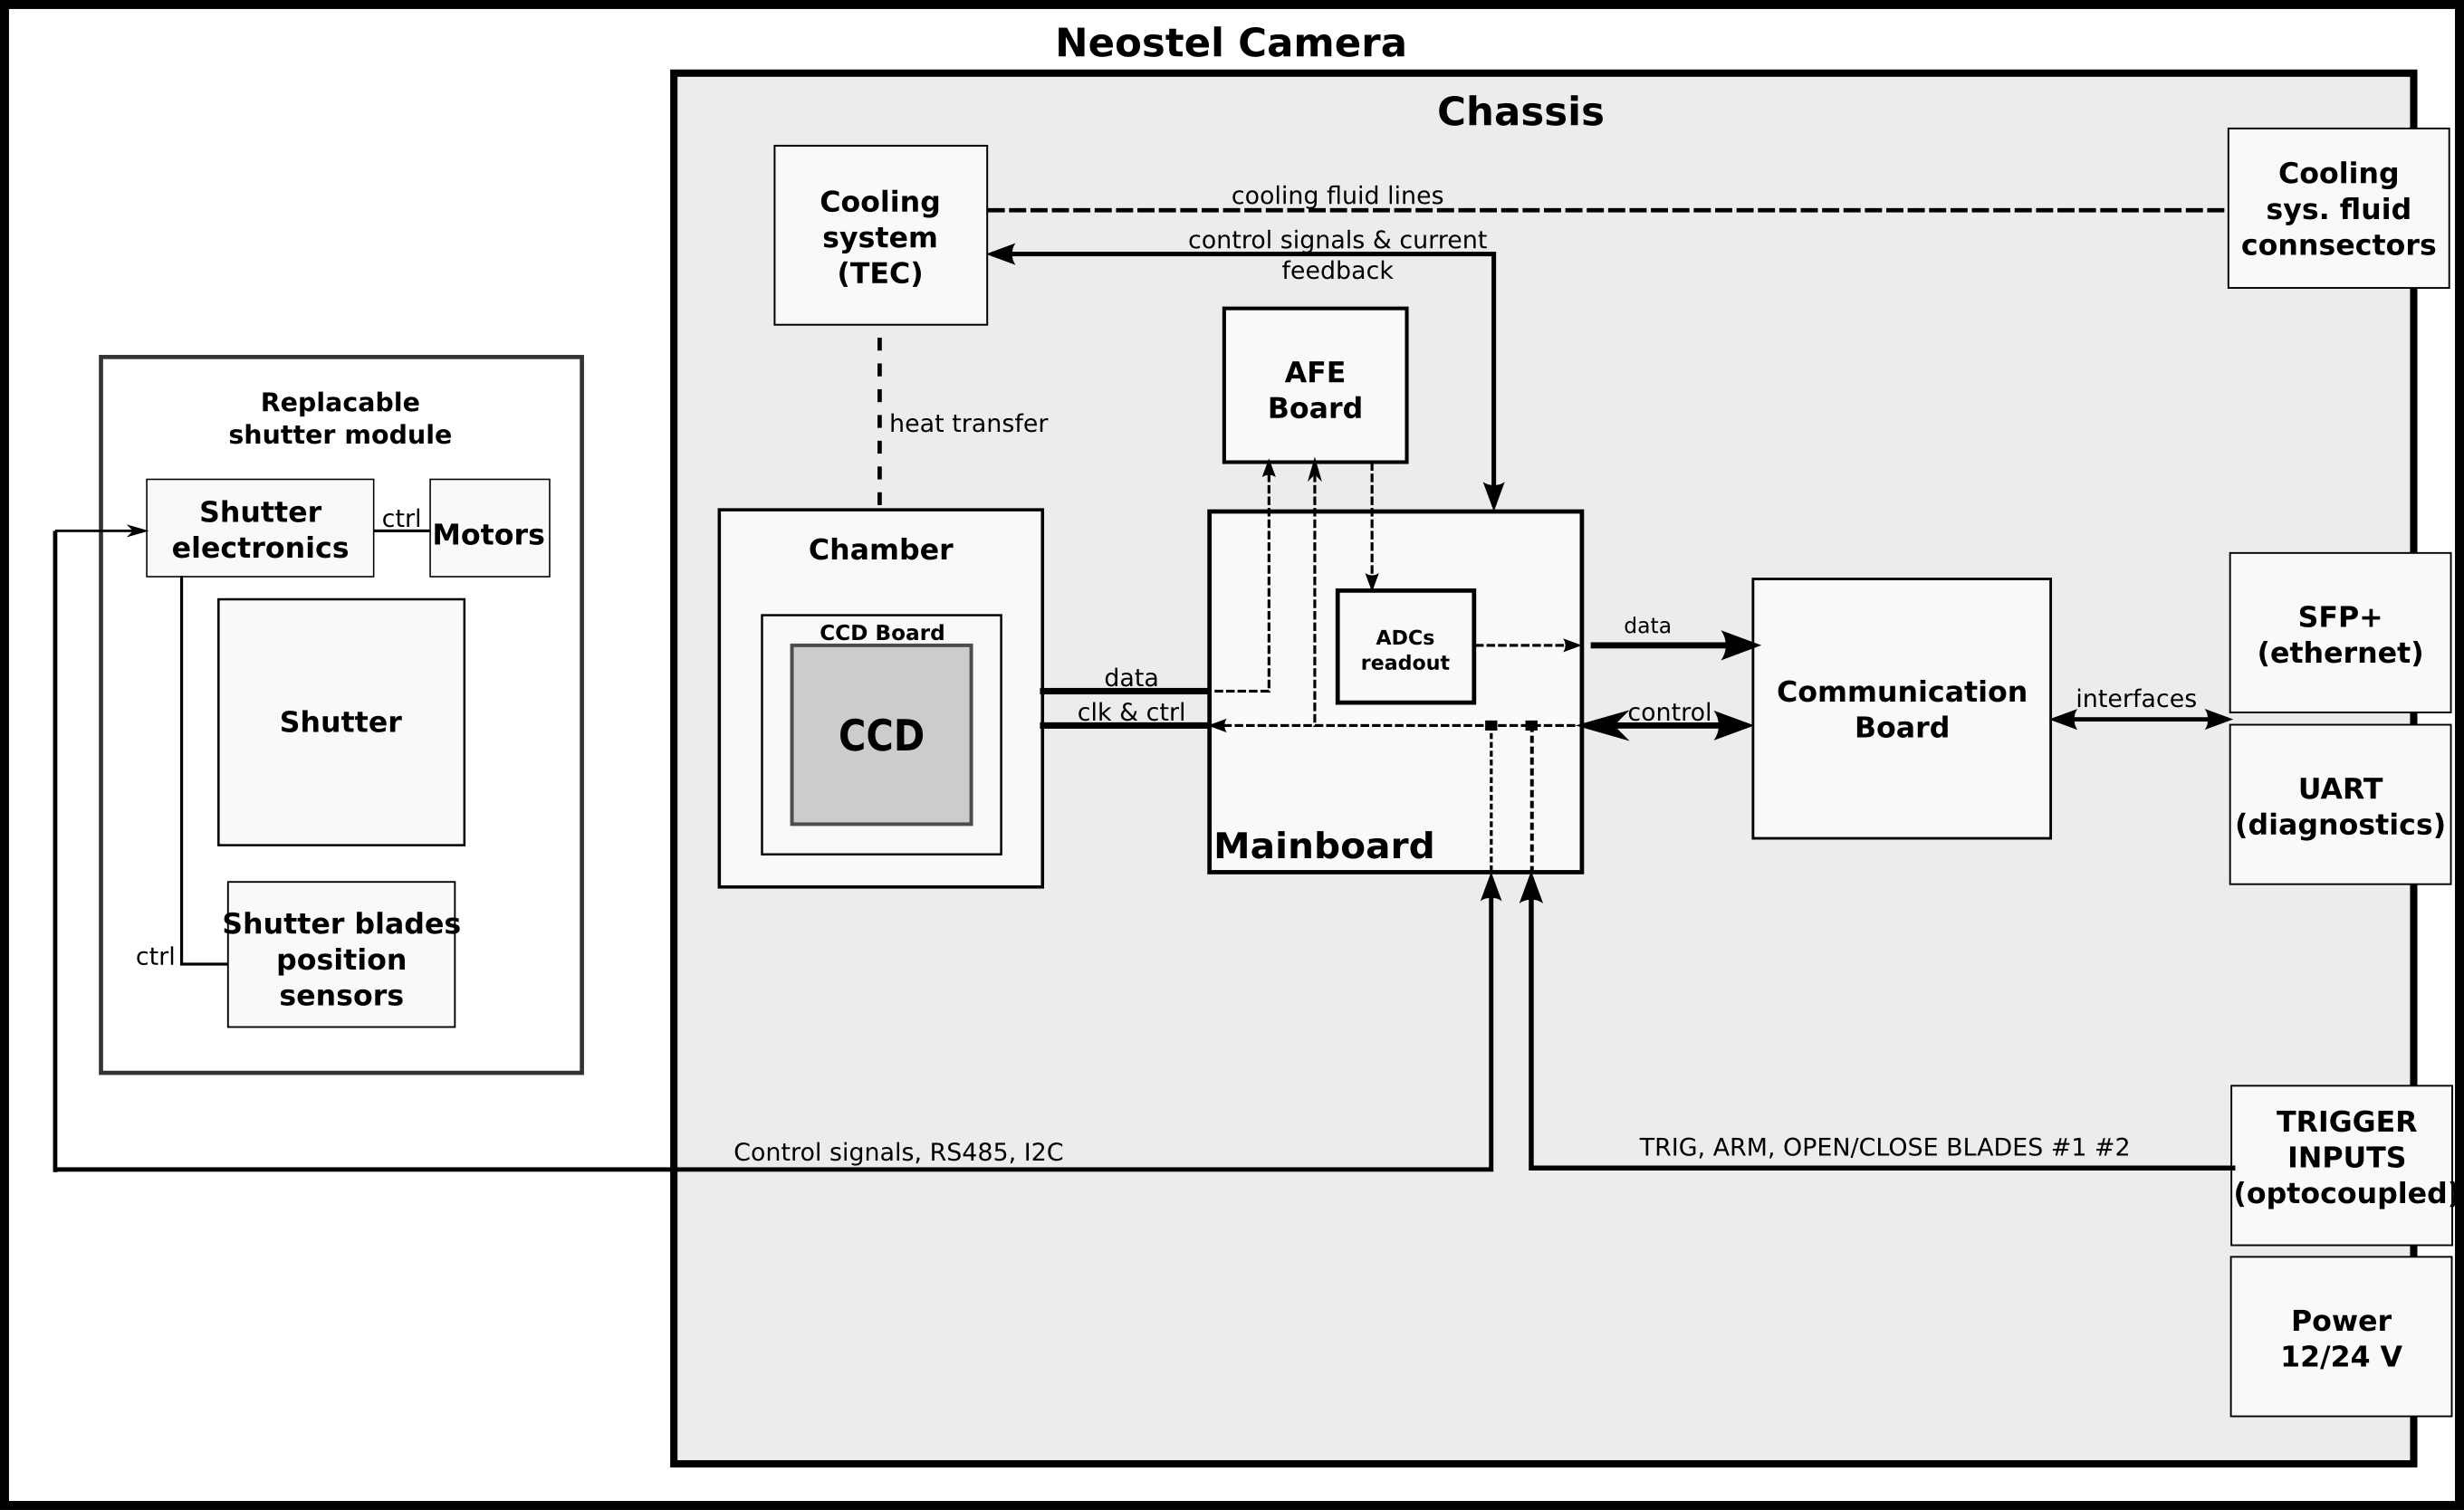 Neostel Camera
Chassis
Cooling
system
(TEC)
cooling fluid lines
control signals & current
feedback
Cooling
sys. fluid
connsectors
AFE
Board
heat transfer
Replacable
shutter module
Shutter
electronics
ctrl
Motors
Shutter
Shutter blades
position
sensors
ctrl
Chamber
CCD Board
CCD
data
clk & ctrl
ADCs
readout
Mainboard
data
control
Communication
Board
interfaces
SFP+
(ethernet)
UART
(diagnostics)
Control signals, RS485, I2C
TRIG, ARM, OPEN/CLOSE BLADES #1 #2
TRIGGER
INPUTS
(optocoupled)
Power
12/24 V